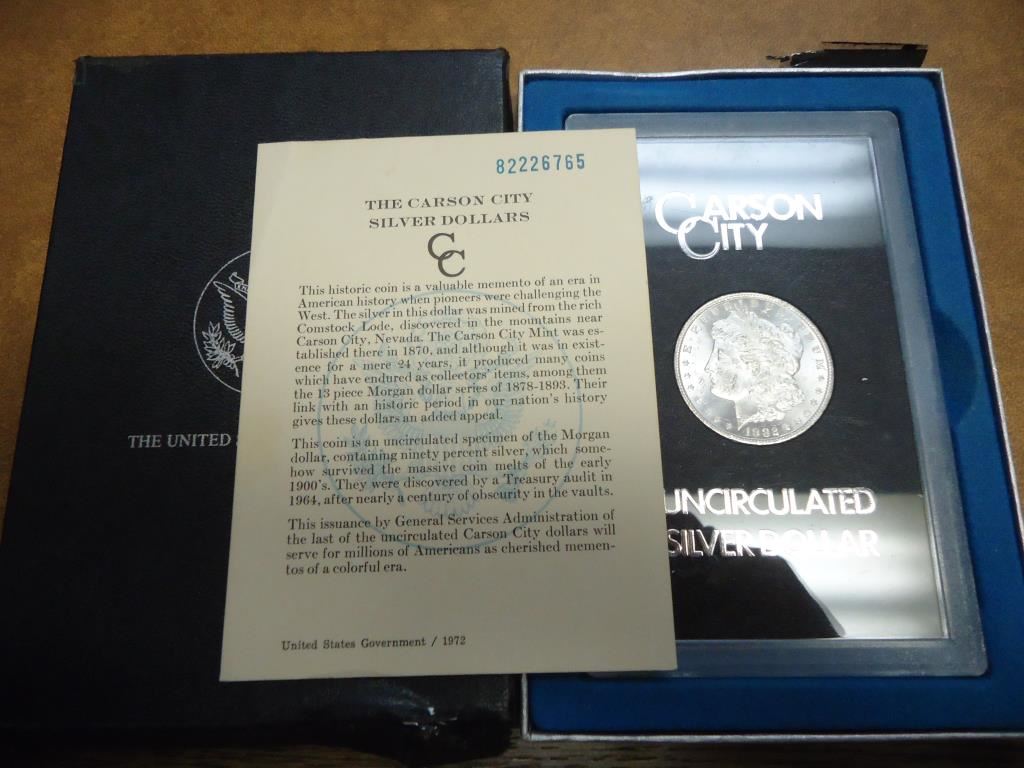 82226765
THE CARSON CITY
SILVER DOLLARS
CC
This historic coin is a valuable memento of an era in
American history when pioneers were challenging the
West. The silver in this dollar was mined from the rich
Comstock Lode, discovered in the mountains near
Carson City, Nevada. The Carson City Mint was es-
tablished there in 1870, and although it was in exist-
ence for a mere 24 years, it produced many coins
which have endured as collectors' items, among them
the 13 piece Morgan dollar series of 1878-1893. Their
link with an historic period in our nation's history
gives these dollars an added appeal.
This coin is an uncirculated specimen of the Morgan
dollar, containing ninety percent silver, which some-
how survived the massive coin melts of the early
1900's. They were discovered by a Treasury audit in
1964, after nearly a century of obscurity in the vaults.
This issuance by General Services Administration of
the last of the uncirculated Carson City dollars will
serve for millions of Americans as cherished memen-
tos of a colorful era.
United States Government / 1972
THE UNITED S
CARSON
CITY
1882
UNCIRCULATED
SILVER DOLLAR